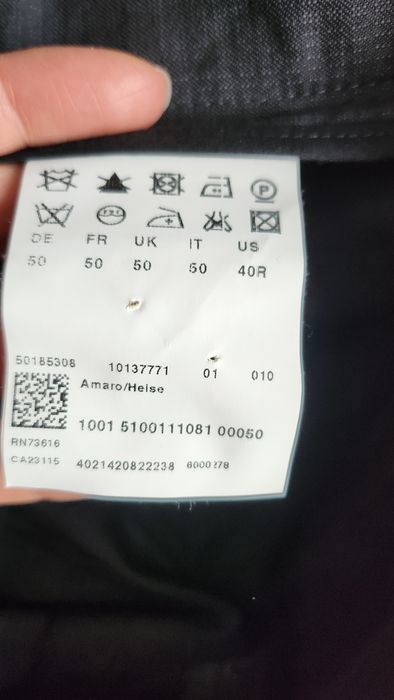 P
DE FR UK IT US
50 50 50 50 40R
50185308 10137771 01 010
Amaro/Heise
1001 5100111081 00050
RN73616
CA23115 4021420822238